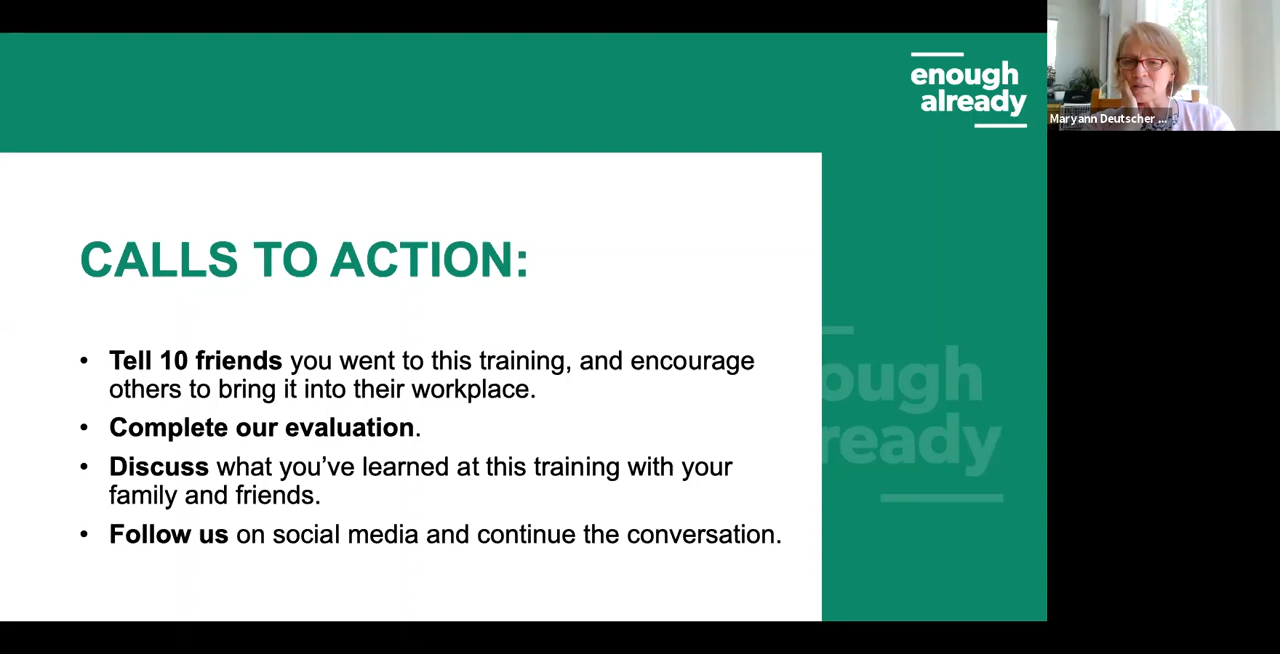 enough
already
Maryann Deutscher ...
CALLS TO ACTION:
• Tell 10 friends you went to this training, and encourage
others to bring it into their workplace.
• Complete our evaluation.
• Discuss what you’ve learned at this training with your
family and friends.
• Follow us on social media and continue the conversation.
ough
ready